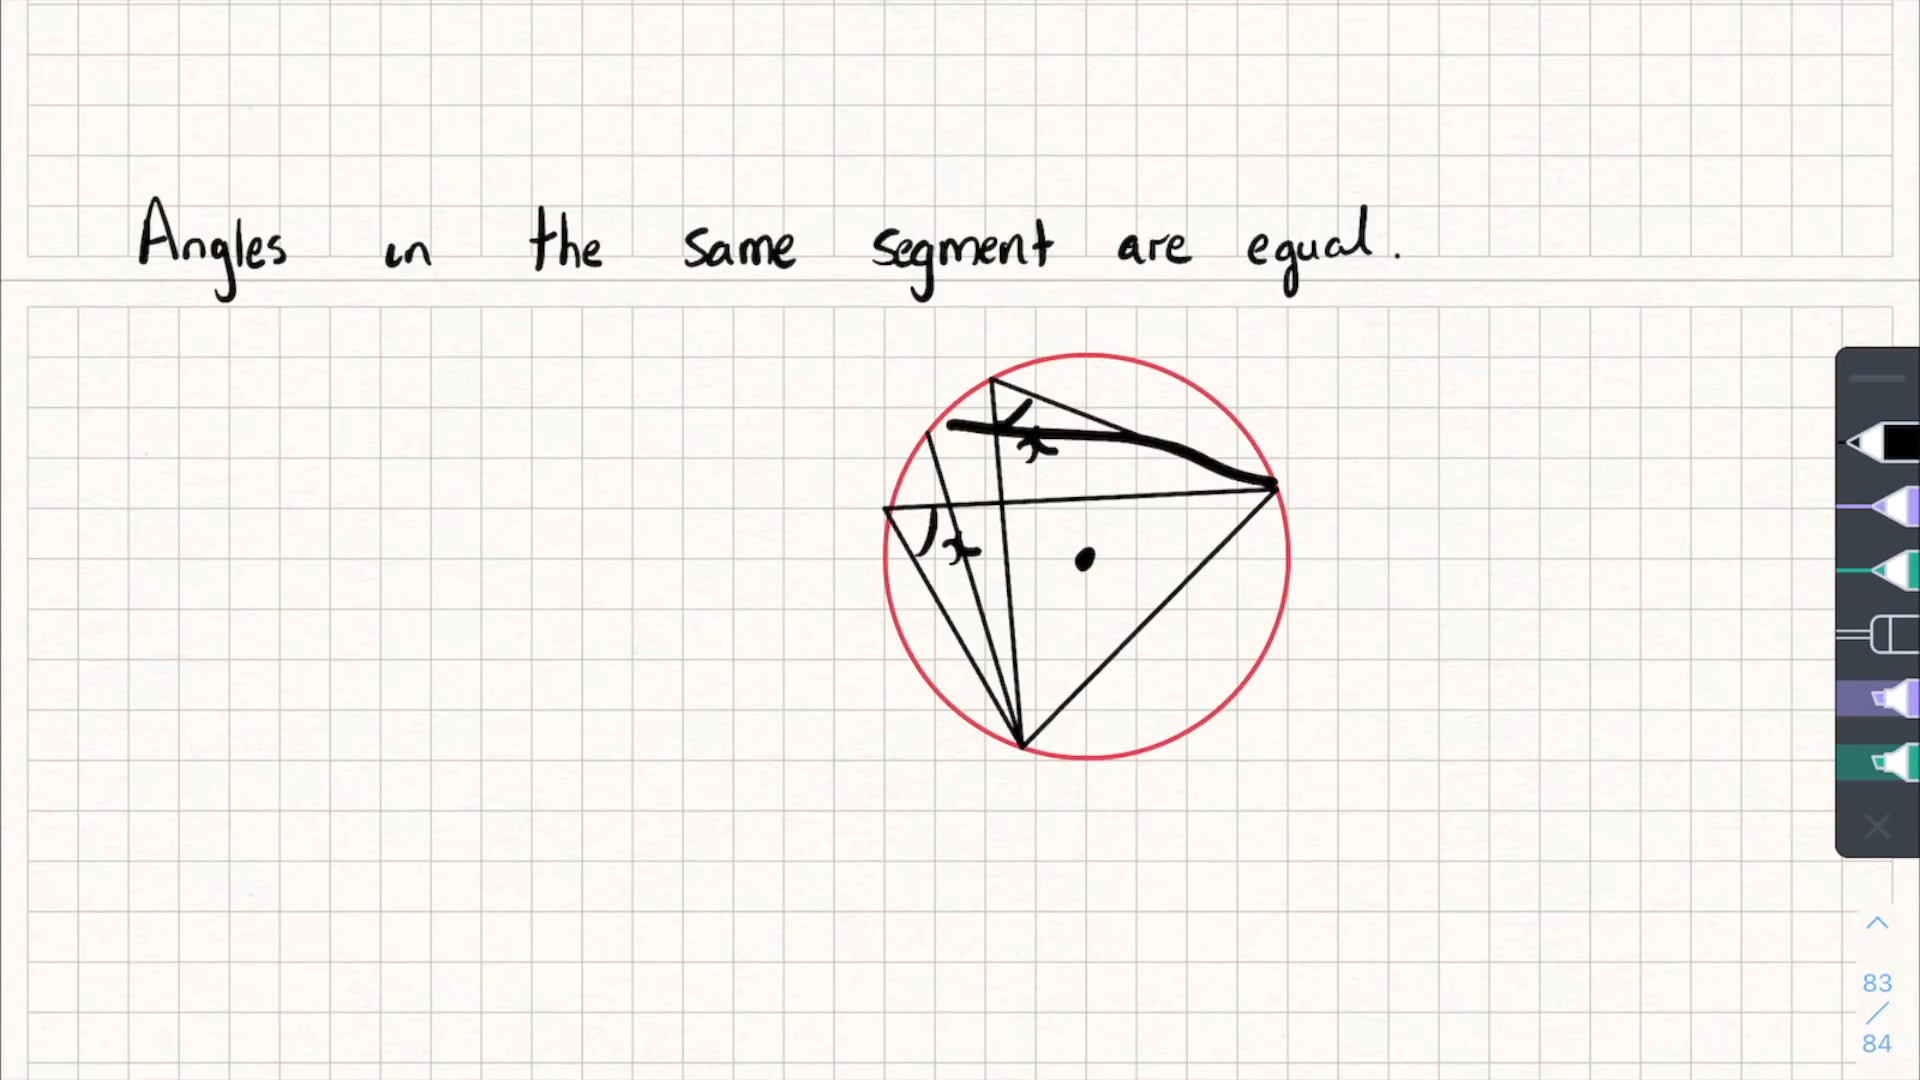 Angles in the same segment are equal.
x
x
83
/
84